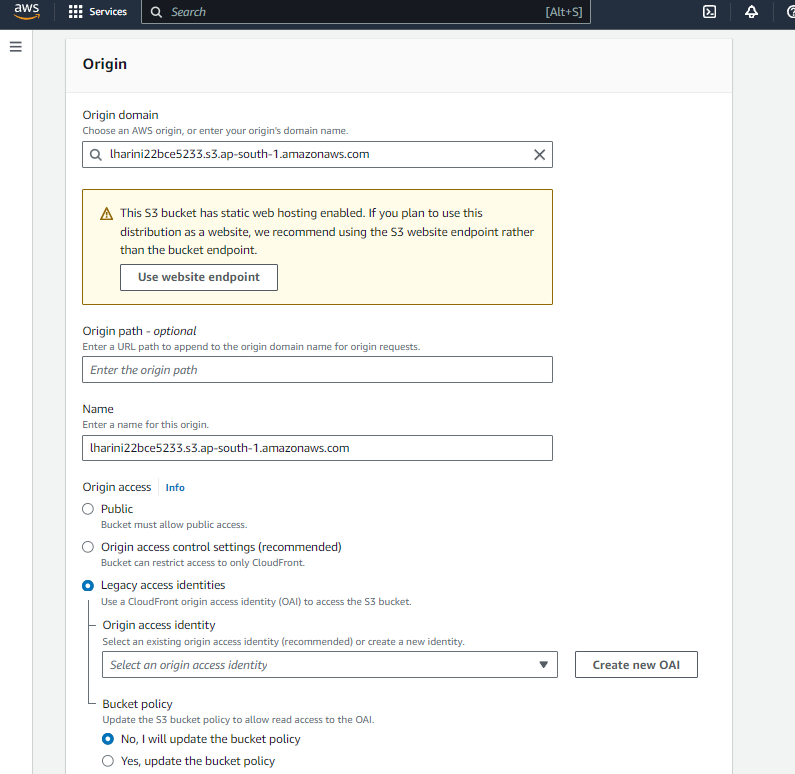 aws Services Search [Alt+S]
Origin
Origin domain
Choose an AWS origin, or enter your origin's domain name.
lharini22bce5233.s3.ap-south-1.amazonaws.com
This S3 bucket has static web hosting enabled. If you plan to use this
distribution as a website, we recommend using the S3 website endpoint rather
than the bucket endpoint.
Use website endpoint
Origin path - optional
Enter a URL path to append to the origin domain name for origin requests.
Enter the origin path
Name
Enter a name for this origin.
lharini22bce5233.s3.ap-south-1.amazonaws.com
Origin access Info
Public
Bucket must allow public access.
Origin access control settings (recommended)
Bucket can restrict access to only CloudFront.
Legacy access identities
Use a CloudFront origin access identity (OAI) to access the S3 bucket.
Origin access identity
Select an existing origin access identity (recommended) or create a new identity.
Select an origin access identity Create new OAI
Bucket policy
Update the S3 bucket policy to allow read access to the OAI.
No, I will update the bucket policy
Yes, update the bucket policy